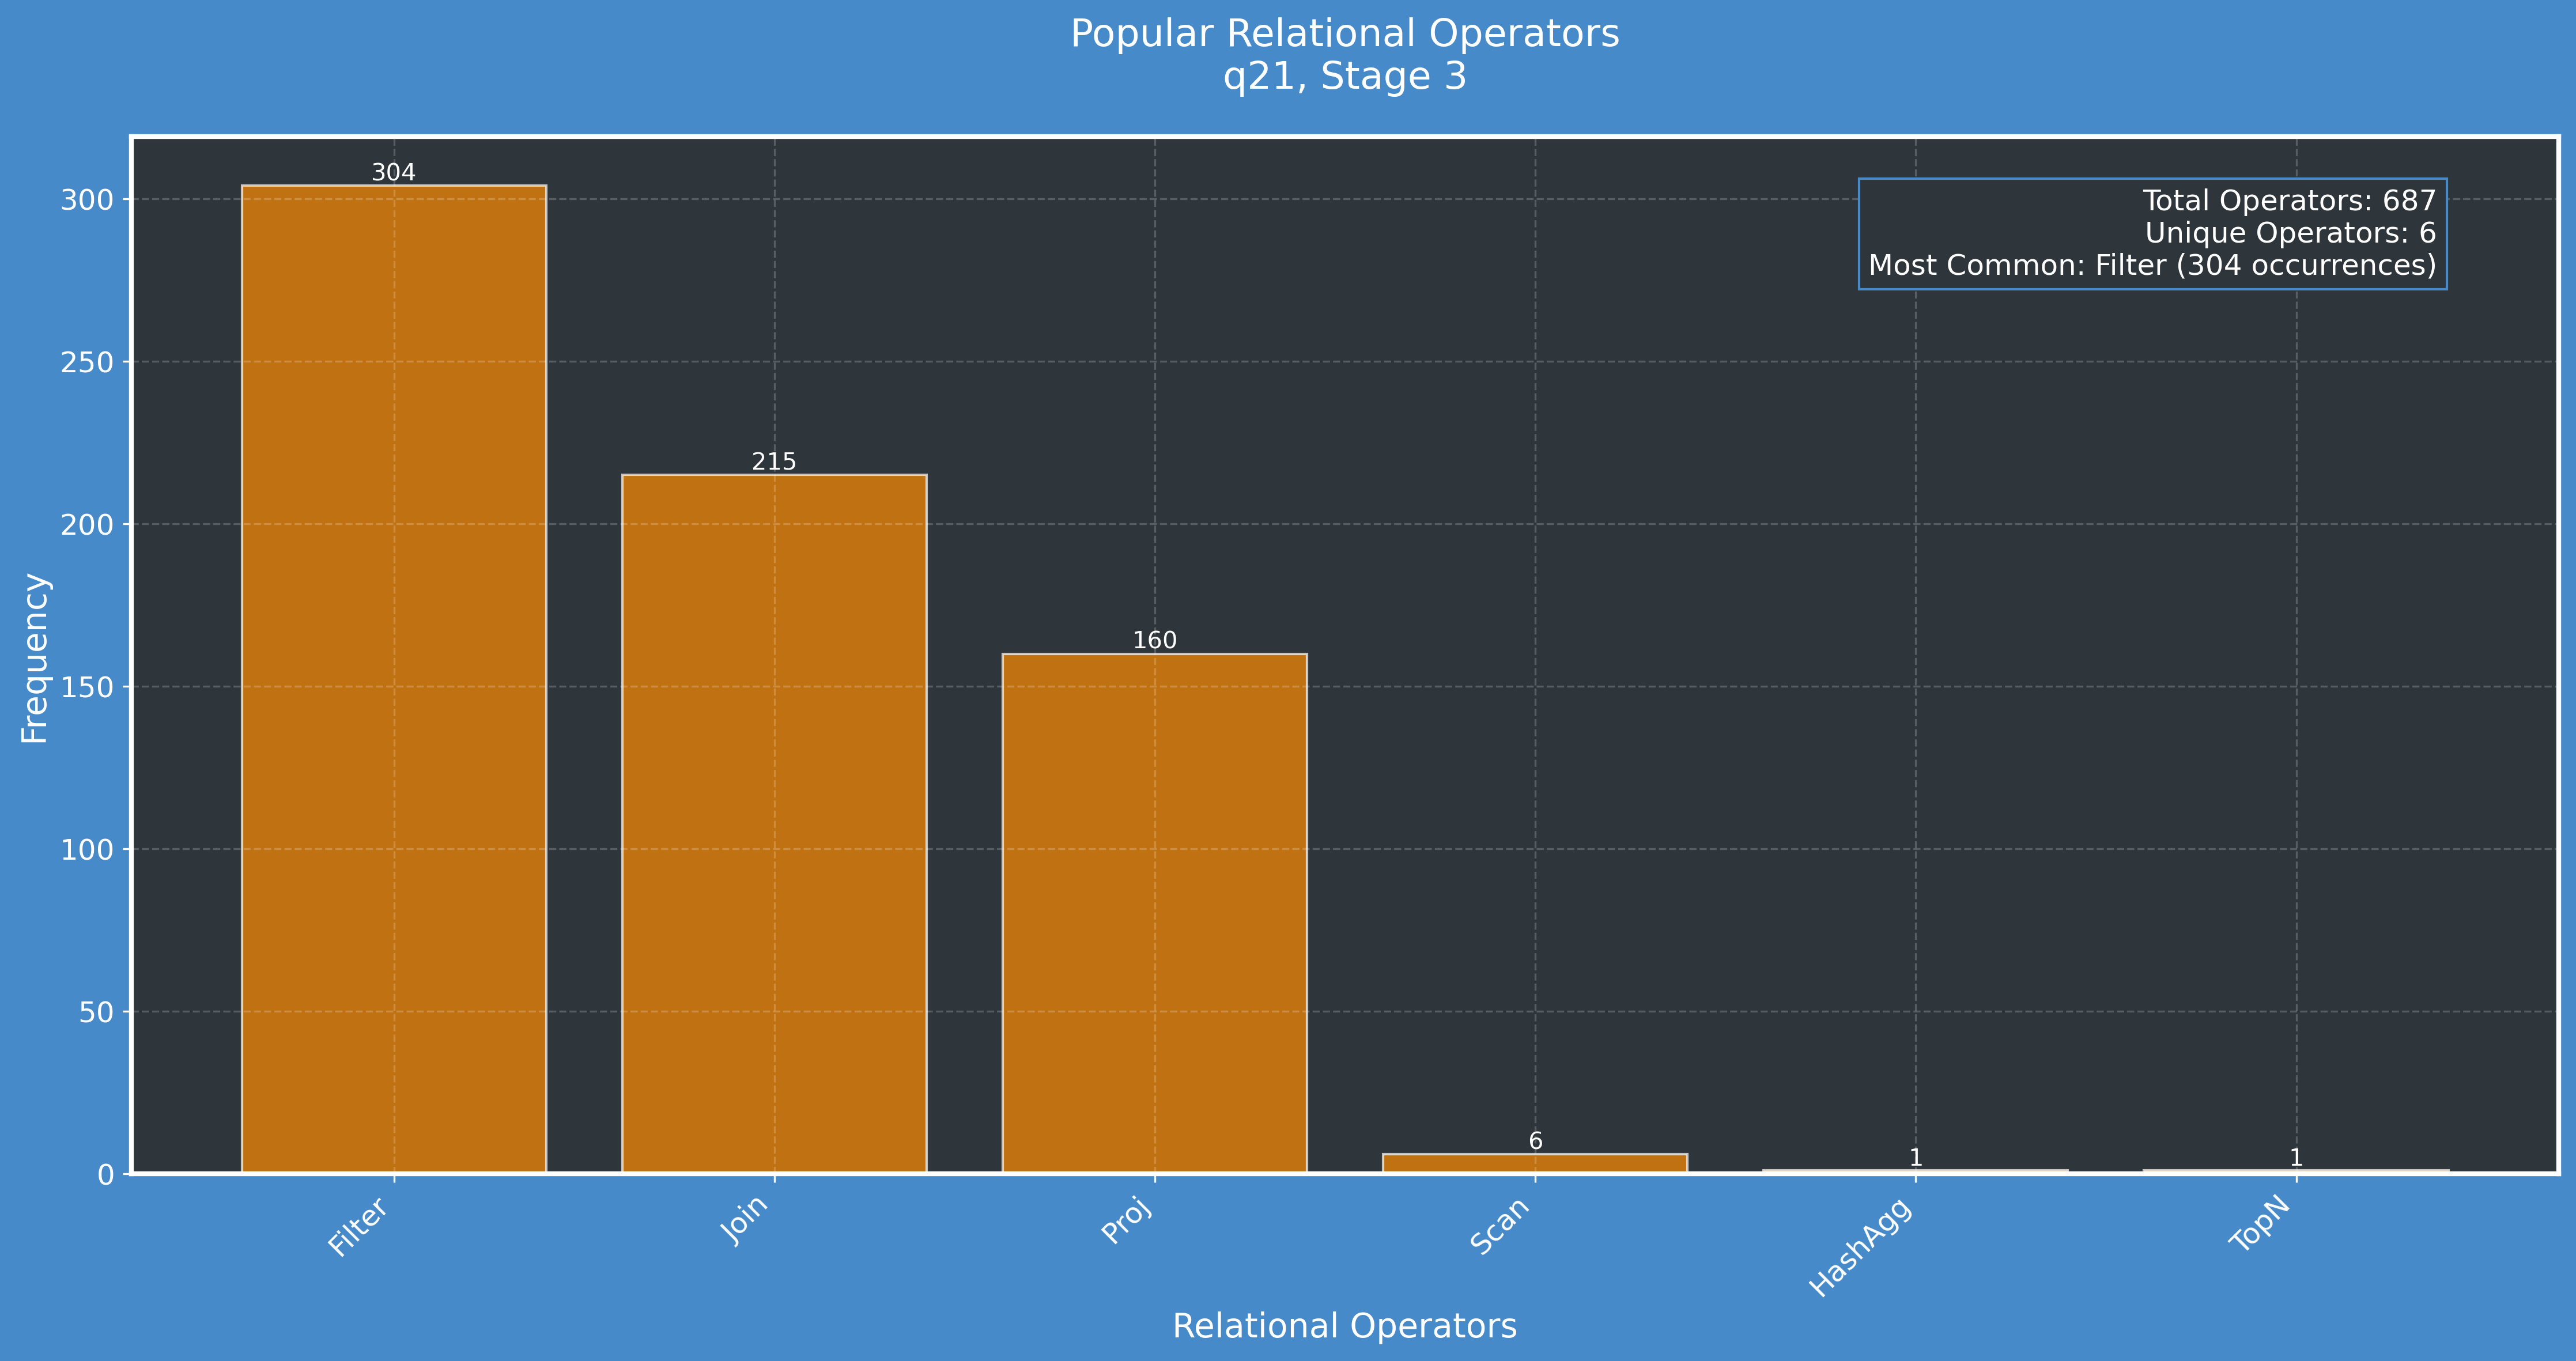 Popular Relational Operators
q21, Stage 3
Total Operators: 687
Unique Operators: 6
Most Common: Filter (304 occurrences)
304
215
160
6
1
1
300
250
200
150
100
50
0
Frequency
Filter
Join
Proj
Scan
HashAgg
TopN
Relational Operators